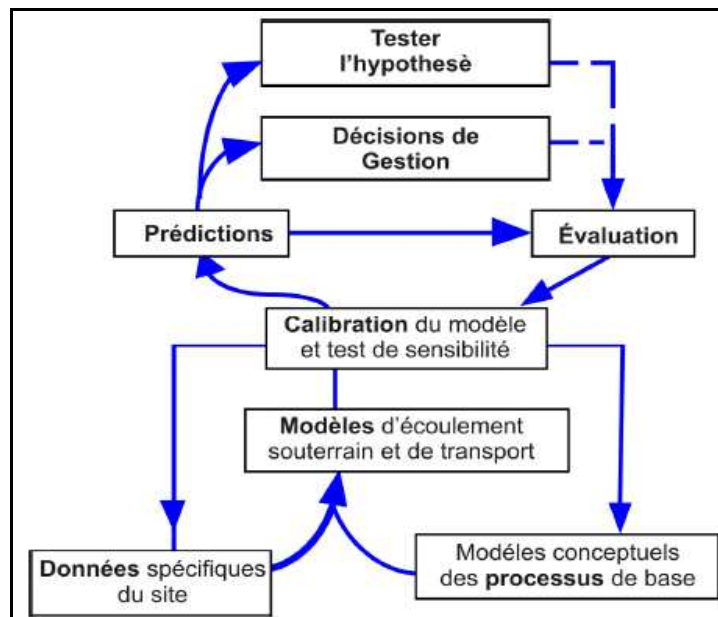 Tester
l'hypothesè
Décisions de
Gestion
Prédictions
Évaluation
Calibration du modèle
et test de sensibilité
Modèles d'écoulement
souterrain et de transport
Données spécifiques
du site
Modéles conceptuels
des processus de base